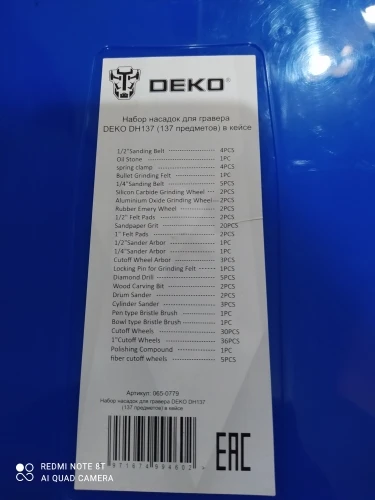 DEKO®
Набор насадок для гравера
DEKO DH137 (137 предметов) в кейсе
1/2"Sanding Belt 4PCS
Oil Stone 1PC
spring clamp 4PCS
Bullet Grinding Felt 1PC
1/4"Sanding Belt 5PCS
Silicon Carbide Grinding Wheel 2PCS
Aluminium Oxide Grinding Wheel 2PCS
Rubber Emery Wheel 2PCS
1/2" Felt Pads 2PCS
Sandpaper Grit 20PCS
1" Felt Pads 2PCS
1/2"Sander Arbor 1PC
1/4"Sander Arbor 1PC
Cutoff Wheel Arbor 3PCS
Locking Pin for Grinding Felt 1PCS
Diamond Drill 5PCS
Wood Carving Bit 2PCS
Drum Sander 2PCS
Cylinder Sander 3PCS
Pen type Bristle Brush 1PC
Bowl type Bristle Brush 1PC
Cutoff Wheels 30PCS
1"Cutoff Wheels 36PCS
Polishing Compound 1PC
fiber cutoff wheels 5PCS
Артикул: 065-0779
Набор насадок для гравера DEKO DH137
(137 предметов) в кейсе
EAC
REDMI NOTE 8T
AI QUAD CAMERA